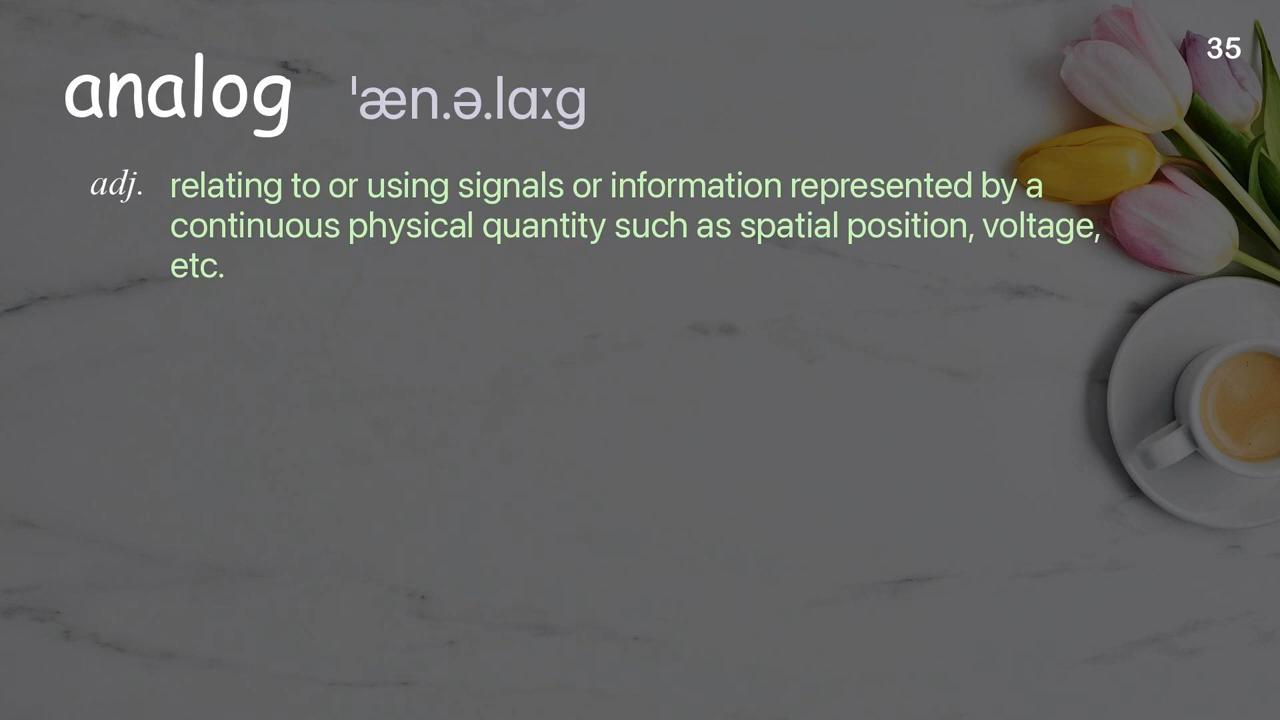 35
analog ˈæn.ə.lɑːg
adj. relating to or using signals or information represented by a
continuous physical quantity such as spatial position, voltage,
etc.